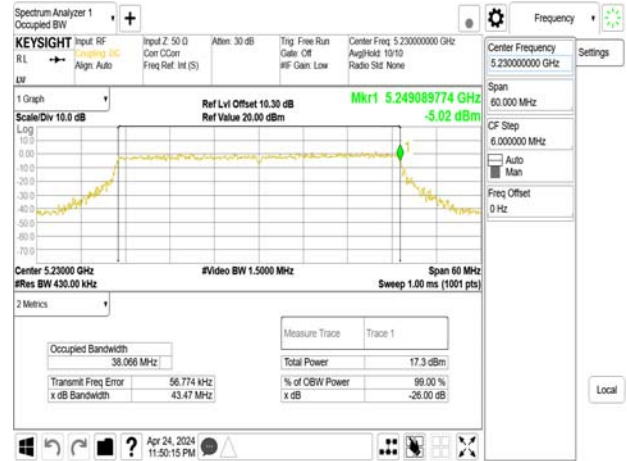 Spectrum Analyzer 1
Occupied BW
Frequency
KEYSIGHT
Input: RF
Coupling: DC
Align: Auto
Input Z: 50 Ω
Corr CCorr
Freq Ref: Int (S)
Atten: 30 dB
Trig: Free Run
Gate: Off
#IF Gain: Low
Center Freq: 5.230000000 GHz
Avg|Hold: 10/10
Radio Std: None
RL
Center Frequency
5.230000000 GHz
Settings
Span
60.000 MHz
CF Step
6.000000 MHz
Auto
Man
Freq Offset
0 Hz
Local
1 Graph
Scale/Div 10.0 dB
Ref Lvl Offset 10.30 dB
Ref Value 20.00 dBm
Mkr1 5.249089774 GHz
-5.02 dBm
Log
10.0
0.00
-10.0
-20.0
-30.0
-40.0
-50.0
-60.0
-70.0
1
Center 5.23000 GHz
#Res BW 430.00 kHz
#Video BW 1.5000 MHz
Span 60 MHz
Sweep 1.00 ms (1001 pts)
2 Metrics
Measure Trace
Trace 1
Occupied Bandwidth
38.066 MHz
Total Power
17.3 dBm
Transmit Freq Error
56.774 kHz
% of OBW Power
99.00 %
x dB Bandwidth
43.47 MHz
x dB
-26.00 dB
Apr 24, 2024
11:50:15 PM